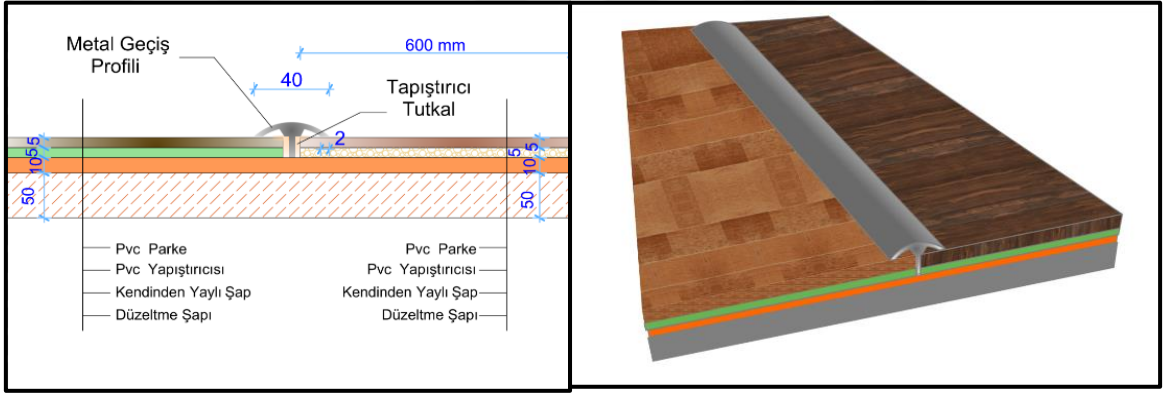 Metal Geçiş
Profili
600 mm
40
Tapıştırıcı
Tutkal
2
5
5
10
50
5
5
10
50
Pvc Parke
Pvc Yapıştırıcısı
Kendinden Yaylı Şap
Düzeltme Şapı
Pvc Parke
Pvc Yapıştırıcısı
Kendinden Yaylı Şap
Düzeltme Şapı